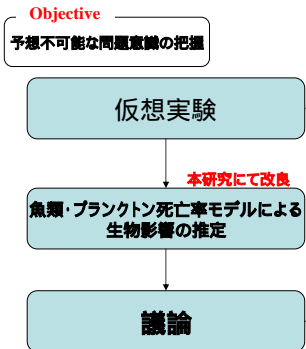 Objective
予想不可能な問題意識の把握
仮想実験
本研究にて改良
魚類・プランクトン死亡率モデルによる
生物影響の推定
議論